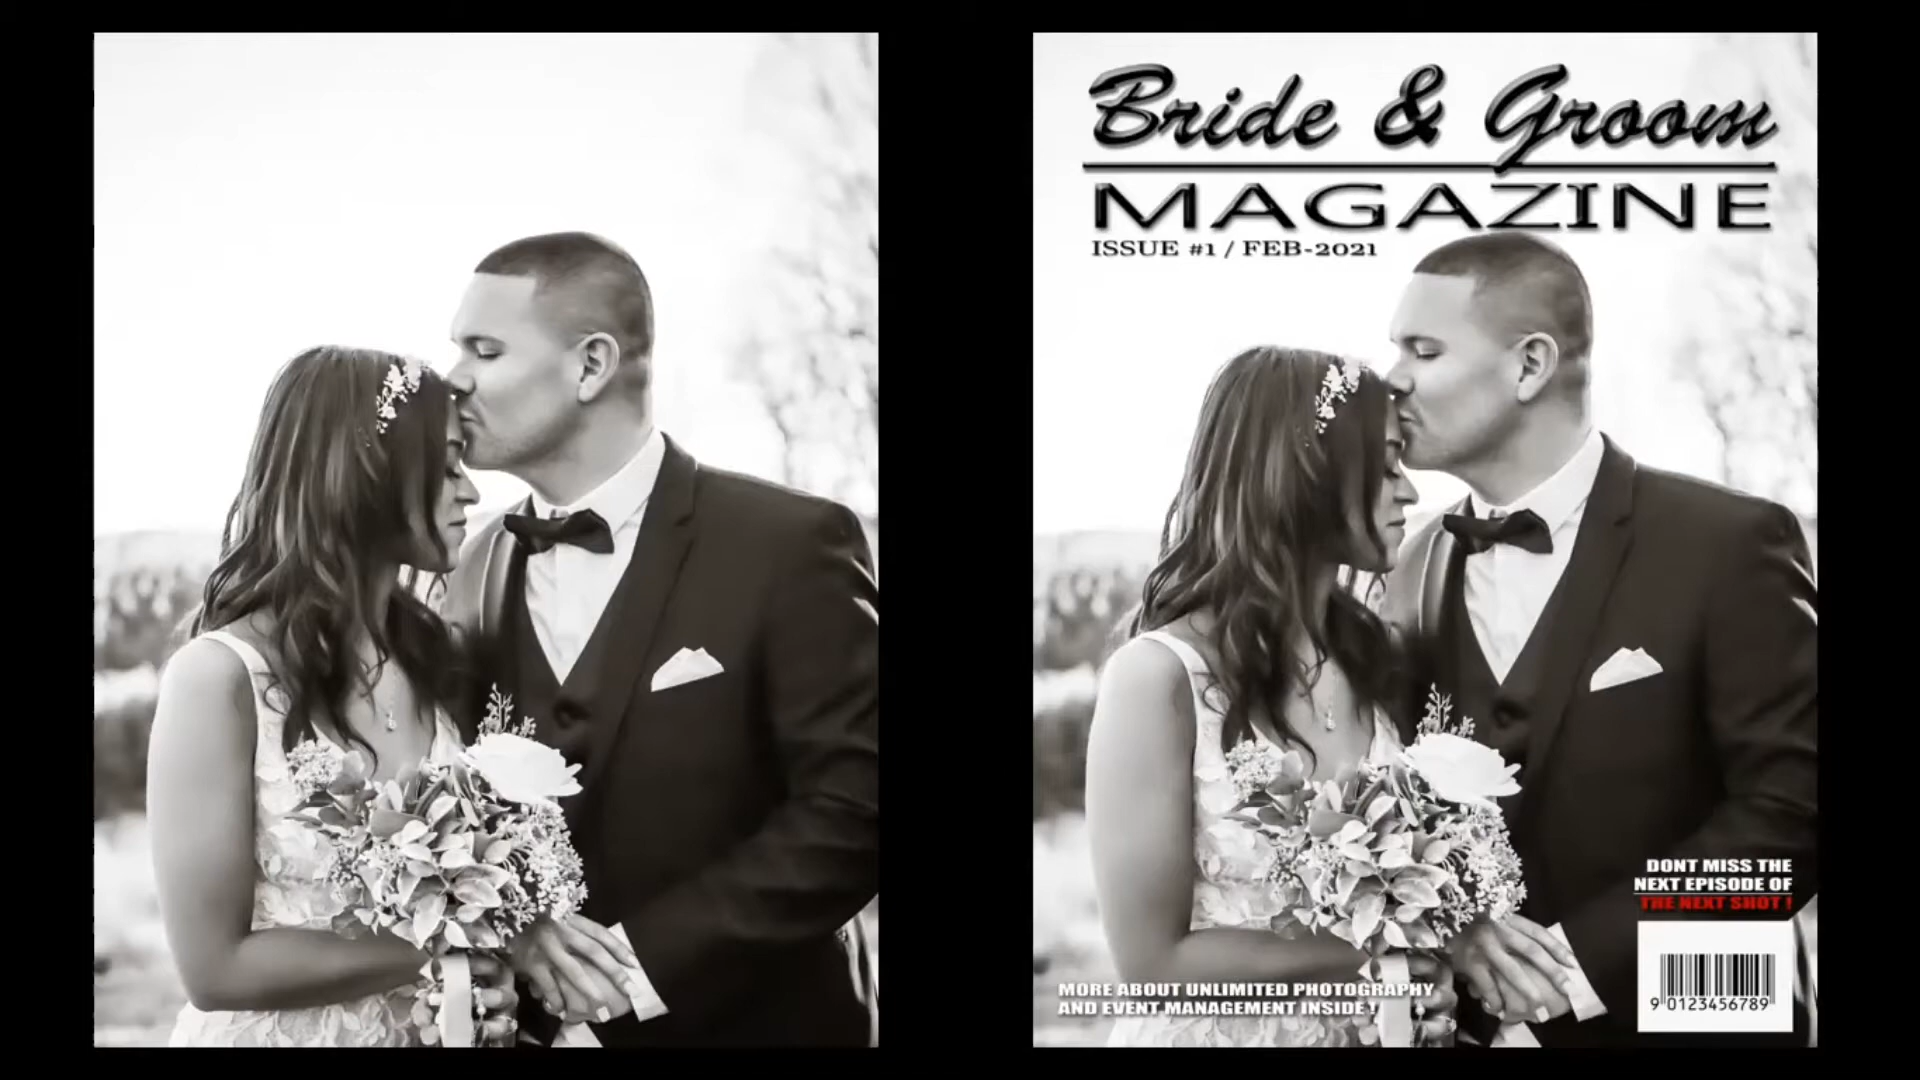 Bride & Groom
MAGAZINE
ISSUE #1 / FEB-2021
DONT MISS THE
NEXT EPISODE OF
THE NEXT SHOT !
MORE ABOUT UNLIMITED PHOTOGRAPHY
AND EVENT MANAGEMENT INSIDE !
9 0123456789